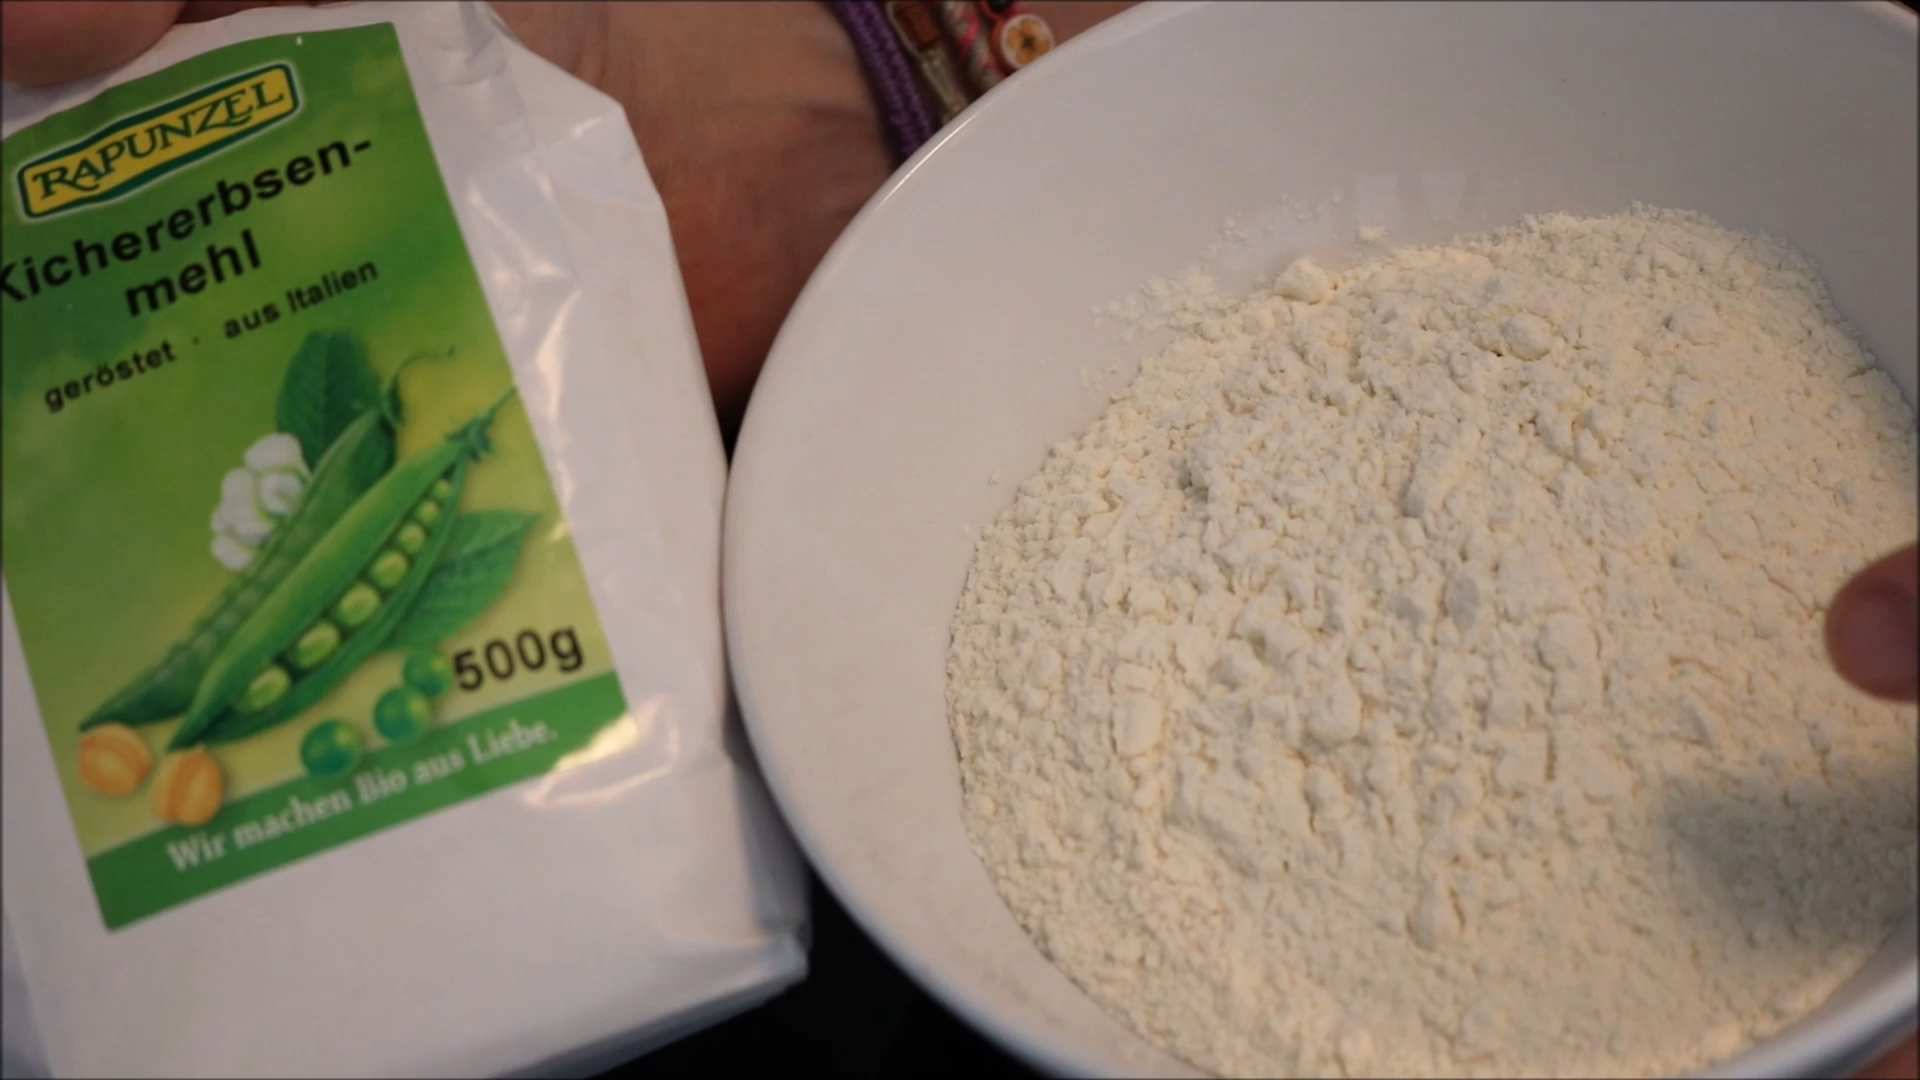 RAPUNZEL
Kichererbsen-
mehl
geröstet · aus Italien
500g
Wir machen Bio aus Liebe.